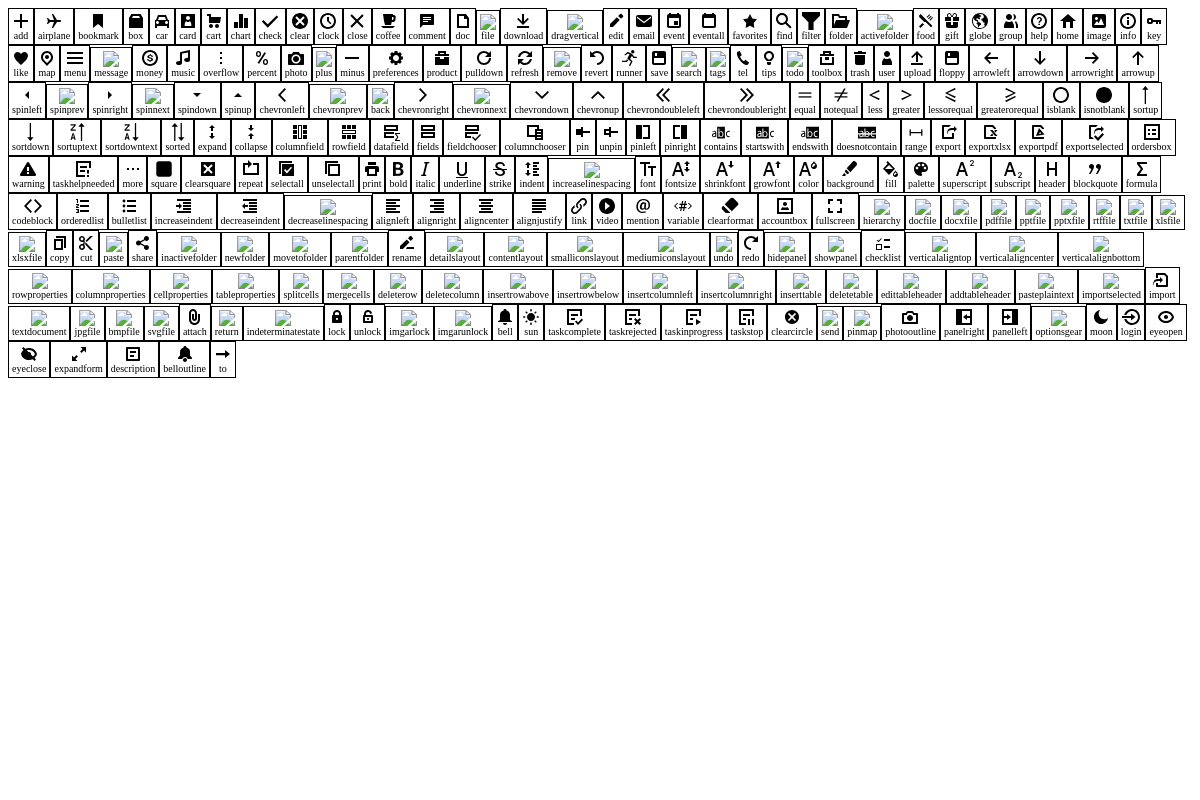 add airplane bookmark box car card cart chart check clear clock close coffee comment doc file download dragvertical edit email event eventall favorites find filter folder activefolder food gift globe group help home image info key
like map menu message money music overflow percent photo plus minus preferences product pulldown refresh remove revert runner save search tags tel tips todo toolbox trash user upload floppy arrowleft arrowdown arrowright arrowup
spinleft spinprev spinright spinnext spindown spinup chevronleft chevronprev back chevronright chevronnext chevrondown chevronup chevrondoubleleft chevrondoubleright equal notequal less greater lessorequal greaterorequal isblank isnotblank sortup
sortdown sortuptext sortdowntext sorted expand collapse columnfield rowfield datafield fields fieldchooser columnchooser pin unpin pinleft pinright contains startswith endswith doesnotcontain range export exportxlsx exportpdf exportselected ordersbox
warning taskhelpneeded more square clearsquare repeat selectall unselectall print bold italic underline strike indent increaselinespacing font fontsize shrinkfont growfont color background fill palette superscript subscript header blockquote formula
codeblock orderedlist bulletlist increaseindent decreaseindent decreaselinespacing alignleft alignright aligncenter alignjustify link video mention variable clearformat accountbox fullscreen hierarchy docfile docxfile pdffile pptfile pptxfile rtffile txtfile xlsfile
xlsxfile copy cut paste share inactivefolder newfolder movetofolder parentfolder rename detailslayout contentlayout smalliconslayout mediumiconslayout undo redo hidepanel showpanel checklist verticalaligntop verticalaligncenter verticalalignbottom
rowproperties columnproperties cellproperties tableproperties splitcells mergecells deleterow deletecolumn insertrowabove insertrowbelow insertcolumnleft insertcolumnright inserttable deletetable edittableheader addtableheader pasteplaintext importselected import
textdocument jpgfile bmpfile svgfile attach return indeterminatestate lock unlock imgarlock imgarunlock bell sun taskcomplete taskrejected taskinprogress taskstop clearcircle send pinmap photooutline panelright panelleft optionsgear moon login eyeopen
eyeclose expandform description belloutline to